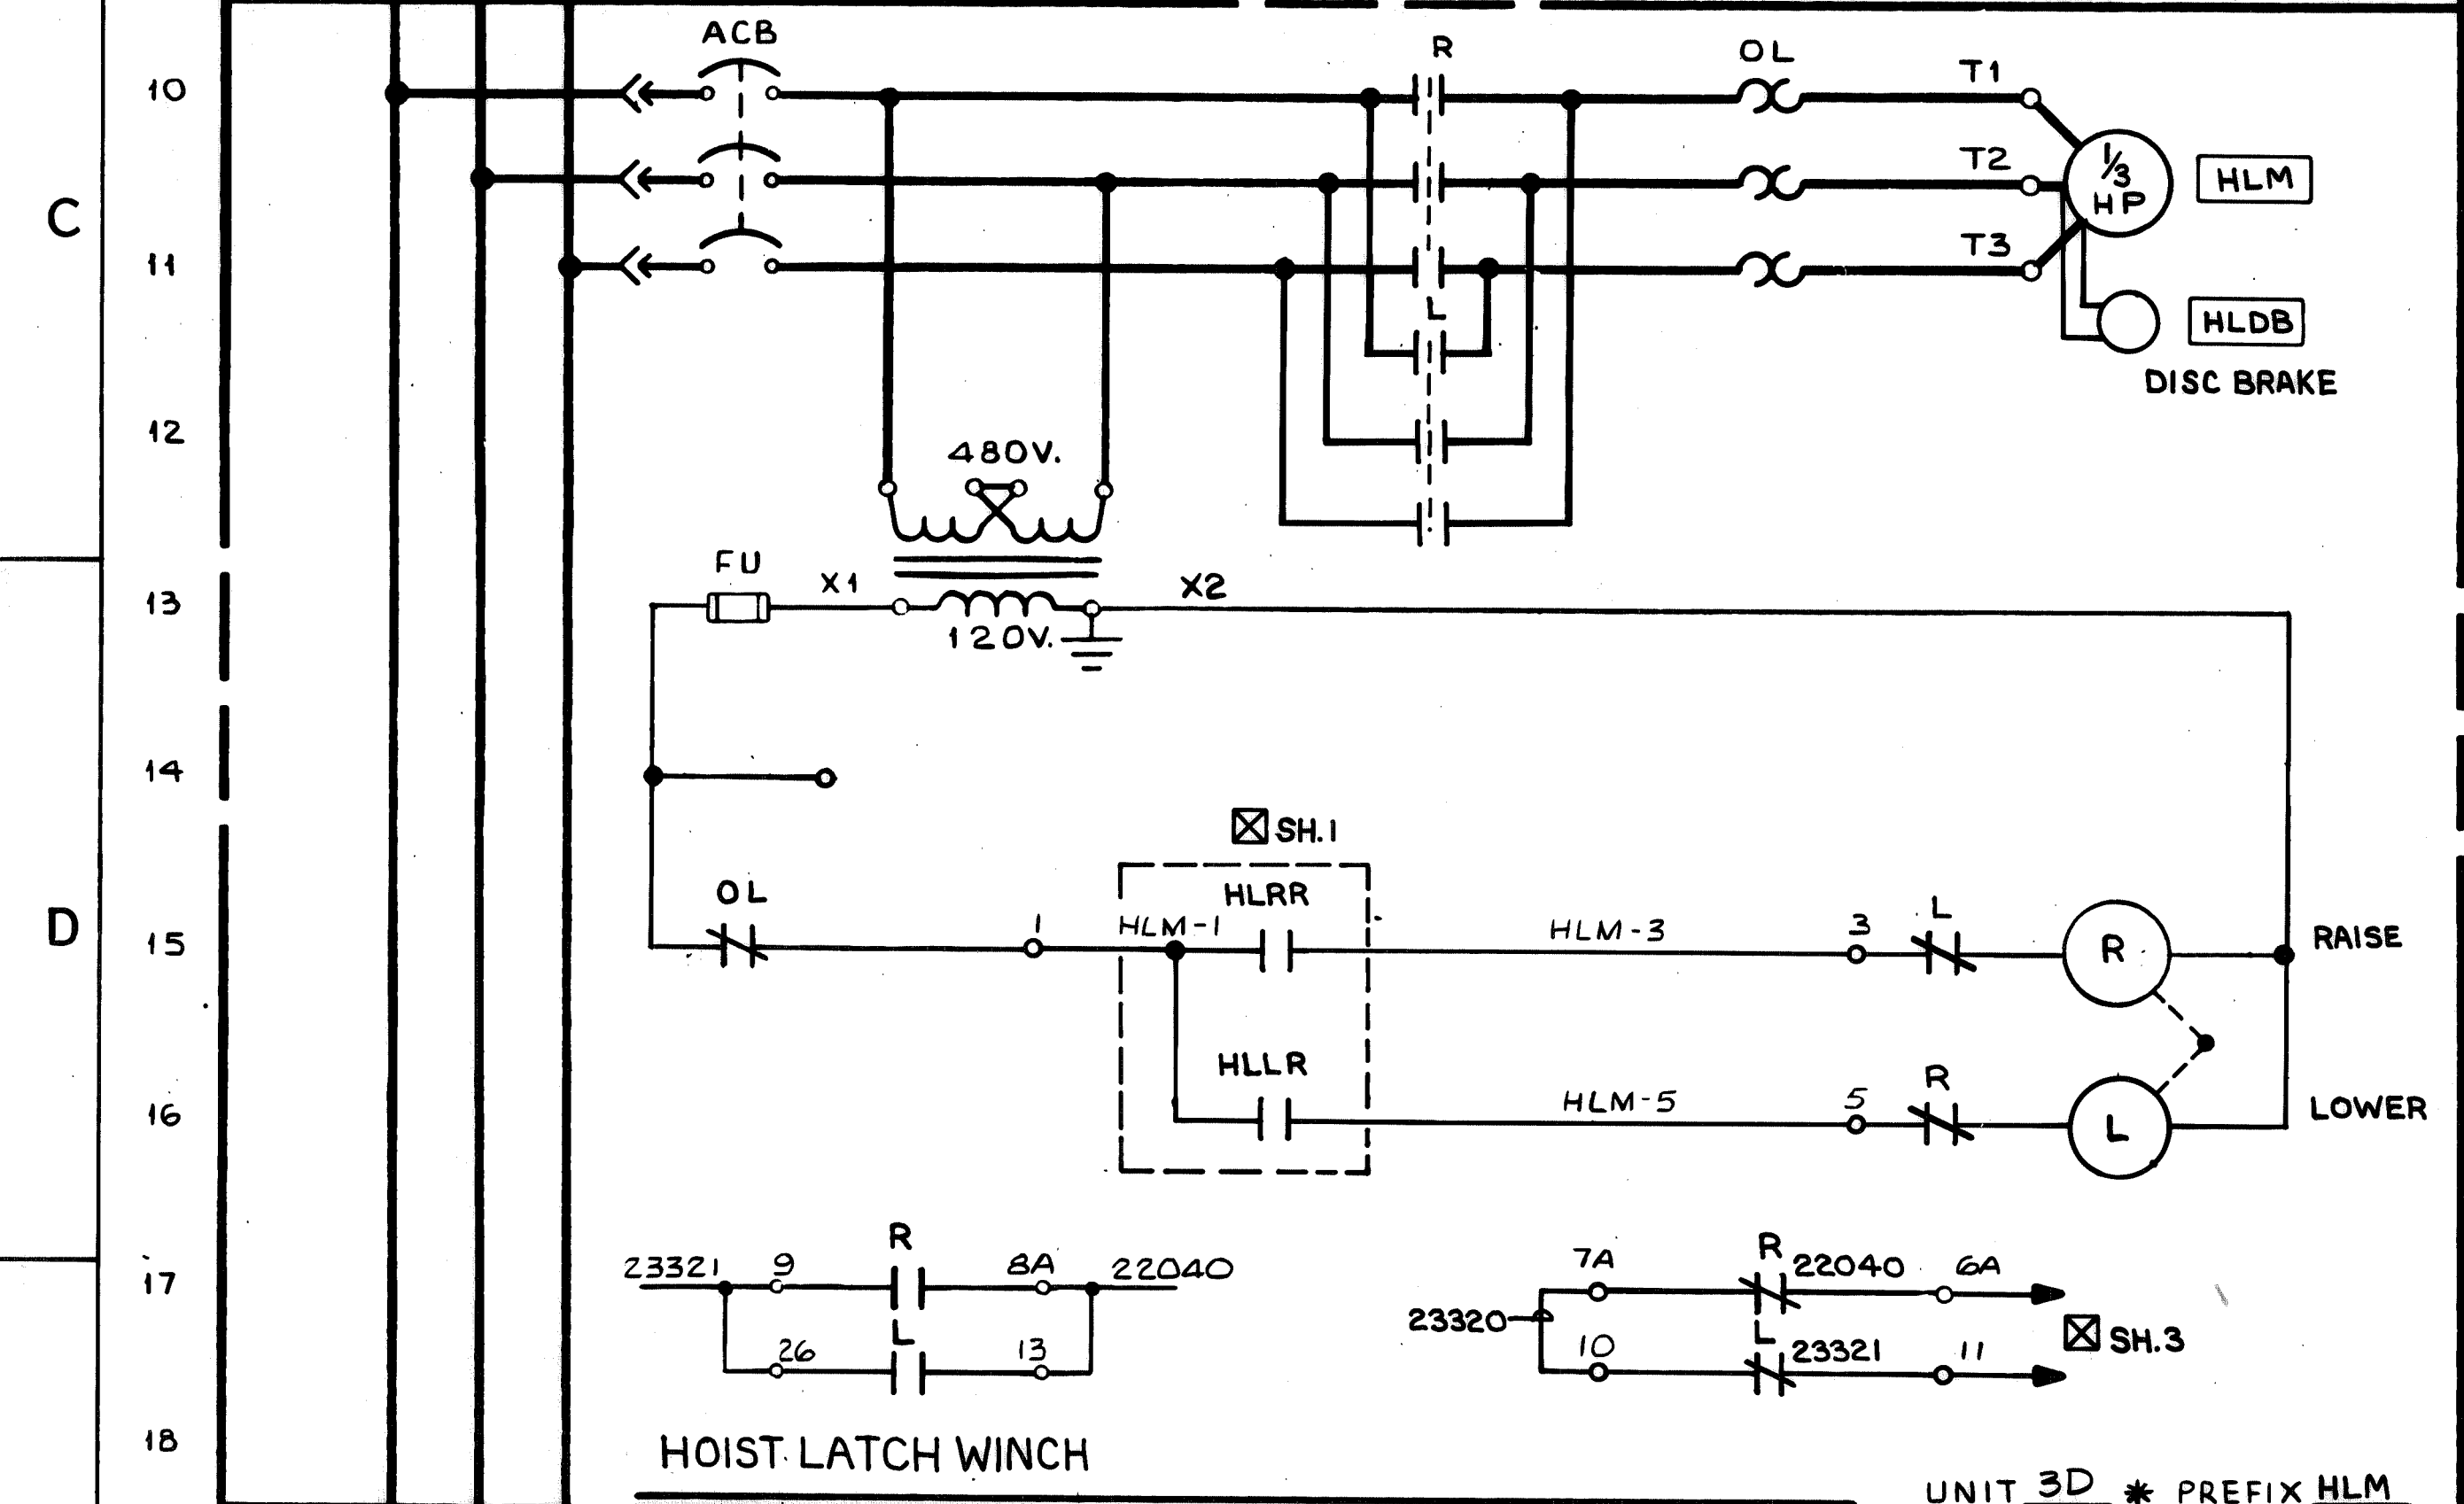 ACB
R
OL
T1
10
1/3 HP
T2
HLM
C
T3
11
L
HLDB
DISC BRAKE
12
480V.
FU
X1
X2
13
120V.
14
SH.1
OL
HLRR
1
HLM-1
HLM-3
3
L
D
15
R
RAISE
HLLR
16
HLM-5
5
R
L
LOWER
R
23321
9
8A
22040
7A
R
22040
6A
17
L
23320
L
26
13
10
23321
11
SH.3
18
HOIST LATCH WINCH
UNIT 3D * PREFIX HLM